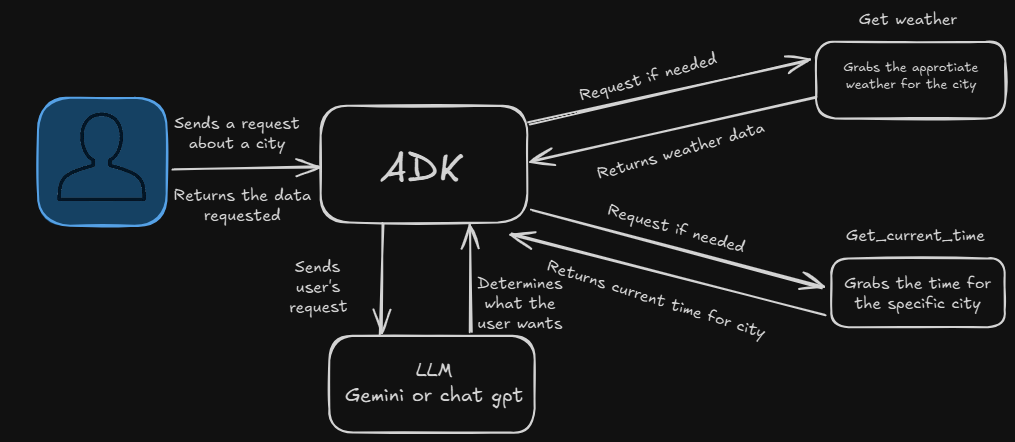 Get weather
Grabs the approtiate
weather for the city
Request if needed
Returns weather data
Sends a request
about a city
Returns the data
requested
ADK
Request if needed
Returns current time for city
Get_current_time
Grabs the time for
the specific city
Sends
user's
request
Determines
what the
user wants
LLM
Gemini or chat gpt